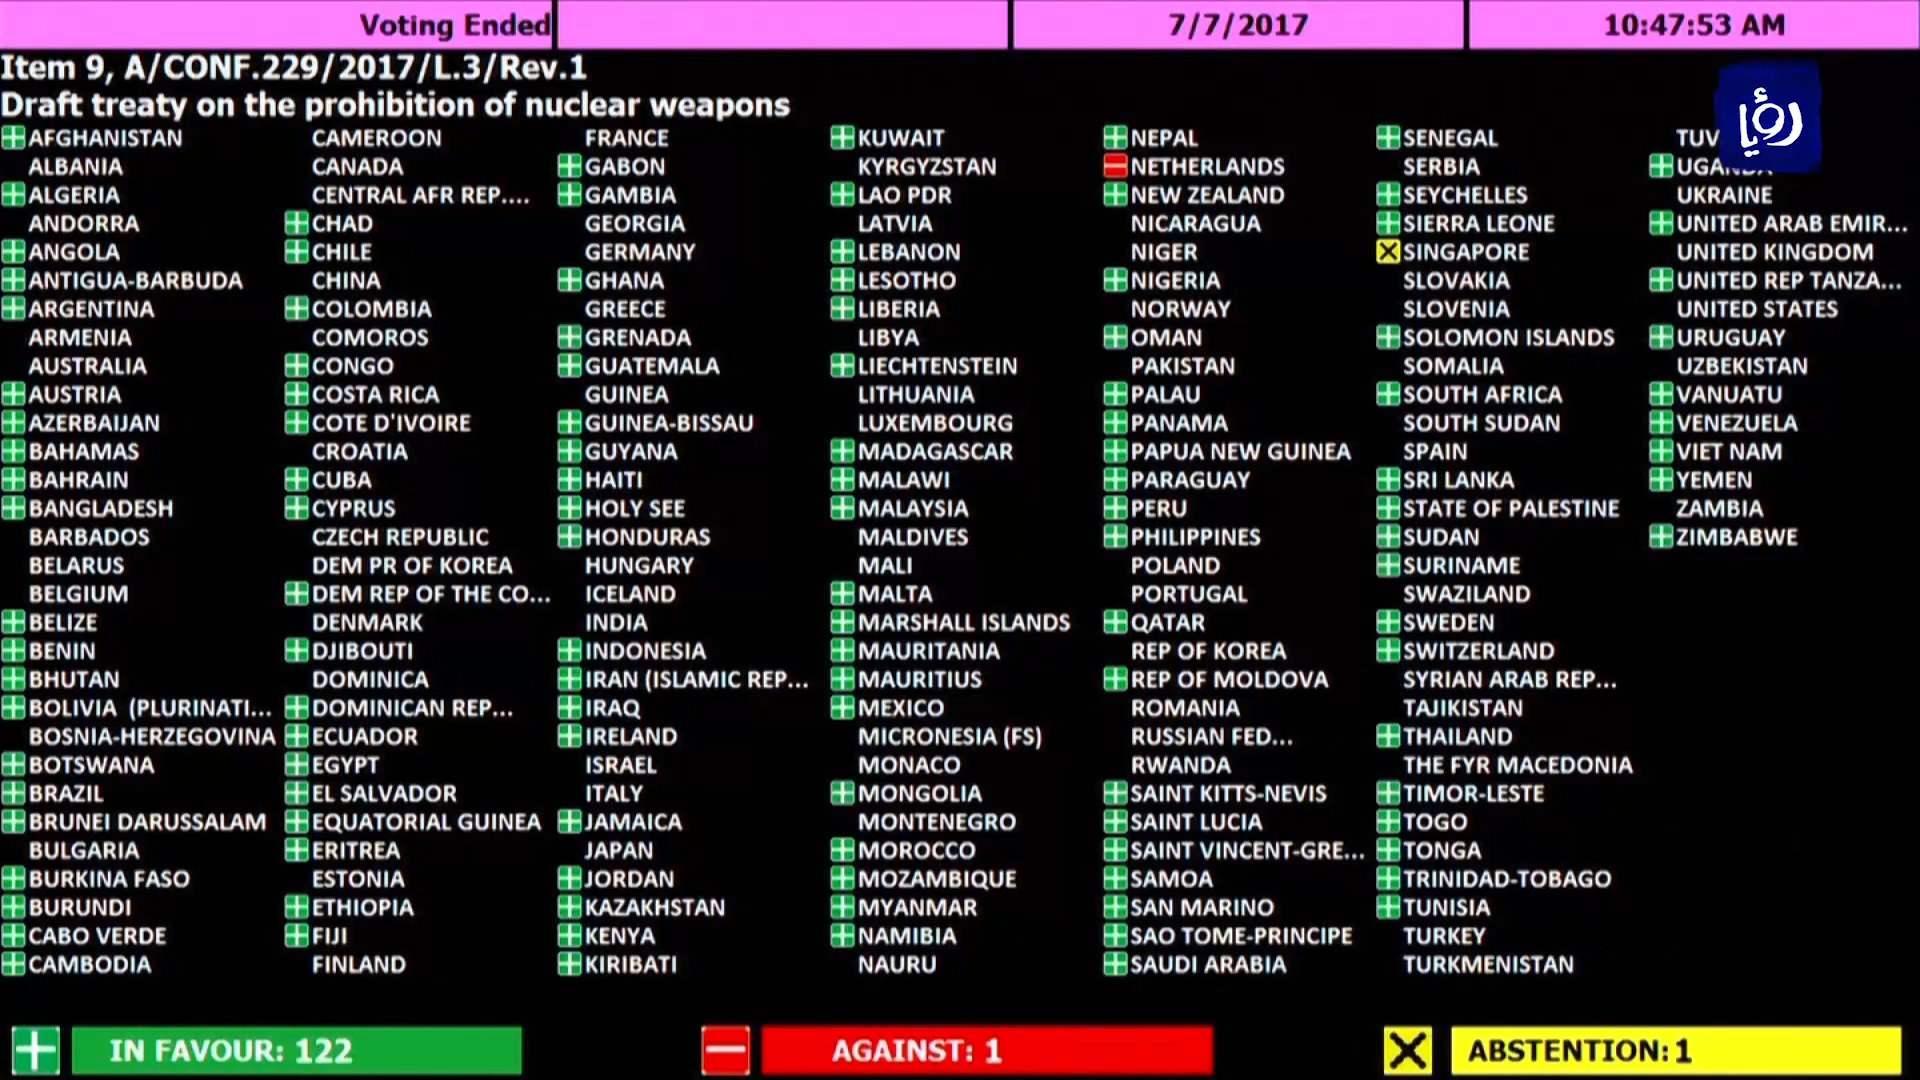 Voting Ended
7/7/2017
10:47:53 AM
Item 9, A/CONF.229/2017/L.3/Rev.1
Draft treaty on the prohibition of nuclear weapons
رؤيا
AFGHANISTAN
ALBANIA
ALGERIA
ANDORRA
ANGOLA
ANTIGUA-BARBUDA
ARGENTINA
ARMENIA
AUSTRALIA
AUSTRIA
AZERBAIJAN
BAHAMAS
BAHRAIN
BANGLADESH
BARBADOS
BELARUS
BELGIUM
BELIZE
BENIN
BHUTAN
BOLIVIA (PLURINATI...
BOSNIA-HERZEGOVINA
BOTSWANA
BRAZIL
BRUNEI DARUSSALAM
BULGARIA
BURKINA FASO
BURUNDI
CABO VERDE
CAMBODIA
CAMEROON
CANADA
CENTRAL AFR REP....
CHAD
CHILE
CHINA
COLOMBIA
COMOROS
CONGO
COSTA RICA
COTE D'IVOIRE
CROATIA
CUBA
CYPRUS
CZECH REPUBLIC
DEM PR OF KOREA
DEM REP OF THE CO...
DENMARK
DJIBOUTI
DOMINICA
DOMINICAN REP...
ECUADOR
EGYPT
EL SALVADOR
EQUATORIAL GUINEA
ERITREA
ESTONIA
ETHIOPIA
FIJI
FINLAND
FRANCE
GABON
GAMBIA
GEORGIA
GERMANY
GHANA
GREECE
GRENADA
GUATEMALA
GUINEA
GUINEA-BISSAU
GUYANA
HAITI
HOLY SEE
HONDURAS
HUNGARY
ICELAND
INDIA
INDONESIA
IRAN (ISLAMIC REP...
IRAQ
IRELAND
ISRAEL
ITALY
JAMAICA
JAPAN
JORDAN
KAZAKHSTAN
KENYA
KIRIBATI
KUWAIT
KYRGYZSTAN
LAO PDR
LATVIA
LEBANON
LESOTHO
LIBERIA
LIBYA
LIECHTENSTEIN
LITHUANIA
LUXEMBOURG
MADAGASCAR
MALAWI
MALAYSIA
MALDIVES
MALI
MALTA
MARSHALL ISLANDS
MAURITANIA
MAURITIUS
MEXICO
MICRONESIA (FS)
MONACO
MONGOLIA
MONTENEGRO
MOROCCO
MOZAMBIQUE
MYANMAR
NAMIBIA
NAURU
NEPAL
NETHERLANDS
NEW ZEALAND
NICARAGUA
NIGER
NIGERIA
NORWAY
OMAN
PAKISTAN
PALAU
PANAMA
PAPUA NEW GUINEA
PARAGUAY
PERU
PHILIPPINES
POLAND
PORTUGAL
QATAR
REP OF KOREA
REP OF MOLDOVA
ROMANIA
RUSSIAN FED...
RWANDA
SAINT KITTS-NEVIS
SAINT LUCIA
SAINT VINCENT-GRE...
SAMOA
SAN MARINO
SAO TOME-PRINCIPE
SAUDI ARABIA
SENEGAL
SERBIA
SEYCHELLES
SIERRA LEONE
SINGAPORE
SLOVAKIA
SLOVENIA
SOLOMON ISLANDS
SOMALIA
SOUTH AFRICA
SOUTH SUDAN
SPAIN
SRI LANKA
STATE OF PALESTINE
SUDAN
SURINAME
SWAZILAND
SWEDEN
SWITZERLAND
SYRIAN ARAB REP...
TAJIKISTAN
THAILAND
THE FYR MACEDONIA
TIMOR-LESTE
TOGO
TONGA
TRINIDAD-TOBAGO
TUNISIA
TURKEY
TURKMENISTAN
UGANDA
UKRAINE
UNITED ARAB EMIR...
UNITED KINGDOM
UNITED REP TANZA...
UNITED STATES
URUGUAY
UZBEKISTAN
VANUATU
VENEZUELA
VIET NAM
YEMEN
ZAMBIA
ZIMBABWE
IN FAVOUR: 122
AGAINST: 1
ABSTENTION: 1